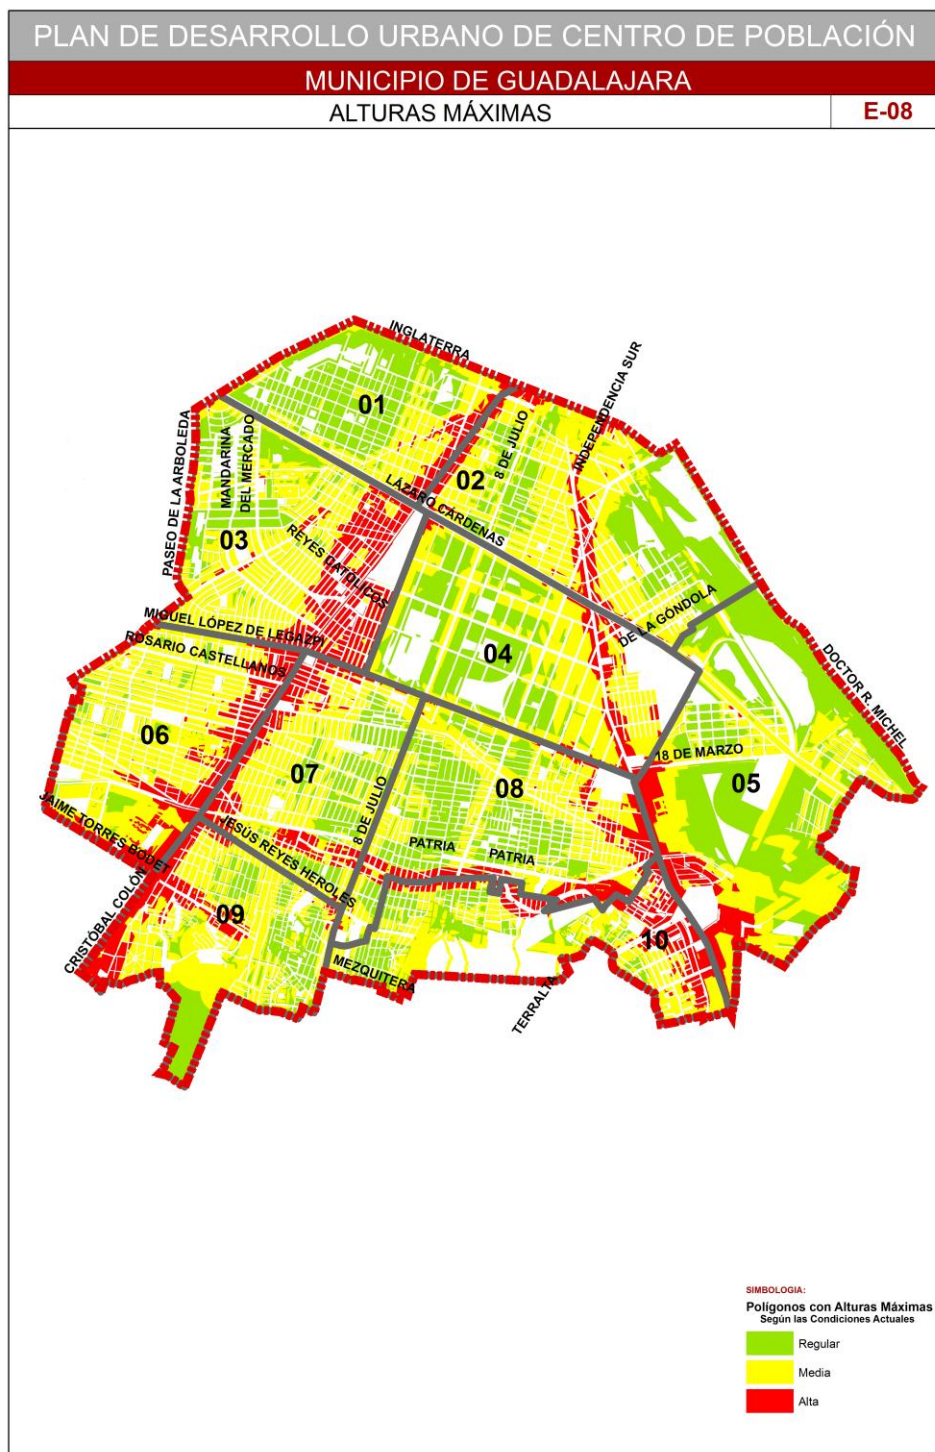 PLAN DE DESARROLLO URBANO DE CENTRO DE POBLACIÓN
MUNICIPIO DE GUADALAJARA
ALTURAS MÁXIMAS
E-08
INGLATERRA
INDEPENDENCIA SUR
01
PASEO DE LA ARBOLEDA
MANDARINA
DEL MERCADO
8 DE JULIO
02
LÁZARO CÁRDENAS
03
REYES CATÓLICOS
MIGUEL LÓPEZ DE LEGAZPI
ROSARIO CASTELLANOS
04
DE LA GÓNDOLA
DOCTOR R. MICHEL
06
07
18 DE MARZO
05
08
8 DE JULIO
JAIME TORRES BODET
JESÚS REYES HEROLES
PATRIA
PATRIA
CRISTÓBAL COLÓN
09
10
MEZQUITERA
TERRALTA
SIMBOLOGIA:
Polígonos con Alturas Máximas
Según las Condiciones Actuales
Regular
Media
Alta